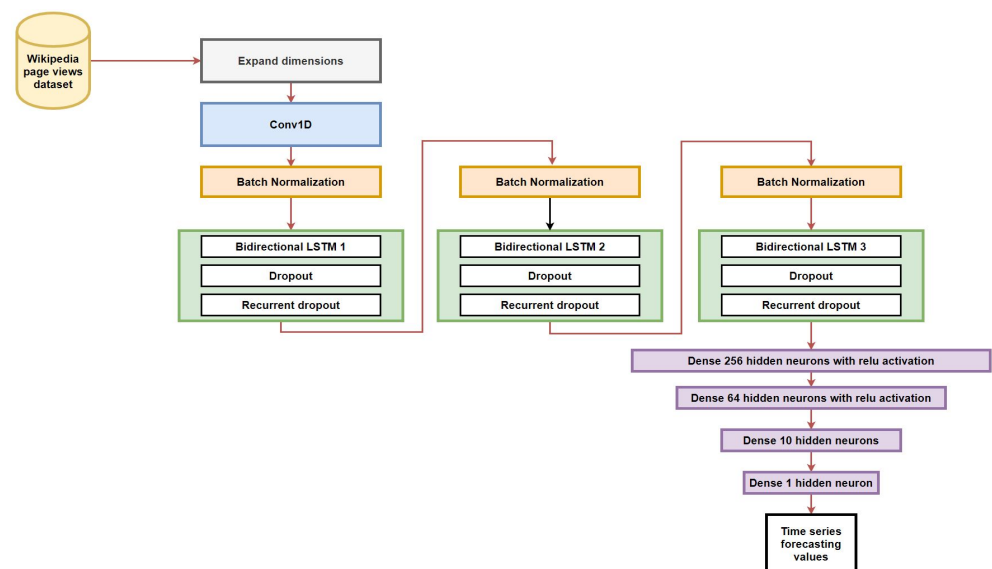 Wikipedia
page views
dataset
Expand dimensions
Conv1D
Batch Normalization
Bidirectional LSTM 1
Dropout
Recurrent dropout
Batch Normalization
Bidirectional LSTM 2
Dropout
Recurrent dropout
Batch Normalization
Bidirectional LSTM 3
Dropout
Recurrent dropout
Dense 256 hidden neurons with relu activation
Dense 64 hidden neurons with relu activation
Dense 10 hidden neurons
Dense 1 hidden neuron
Time series
forecasting
values